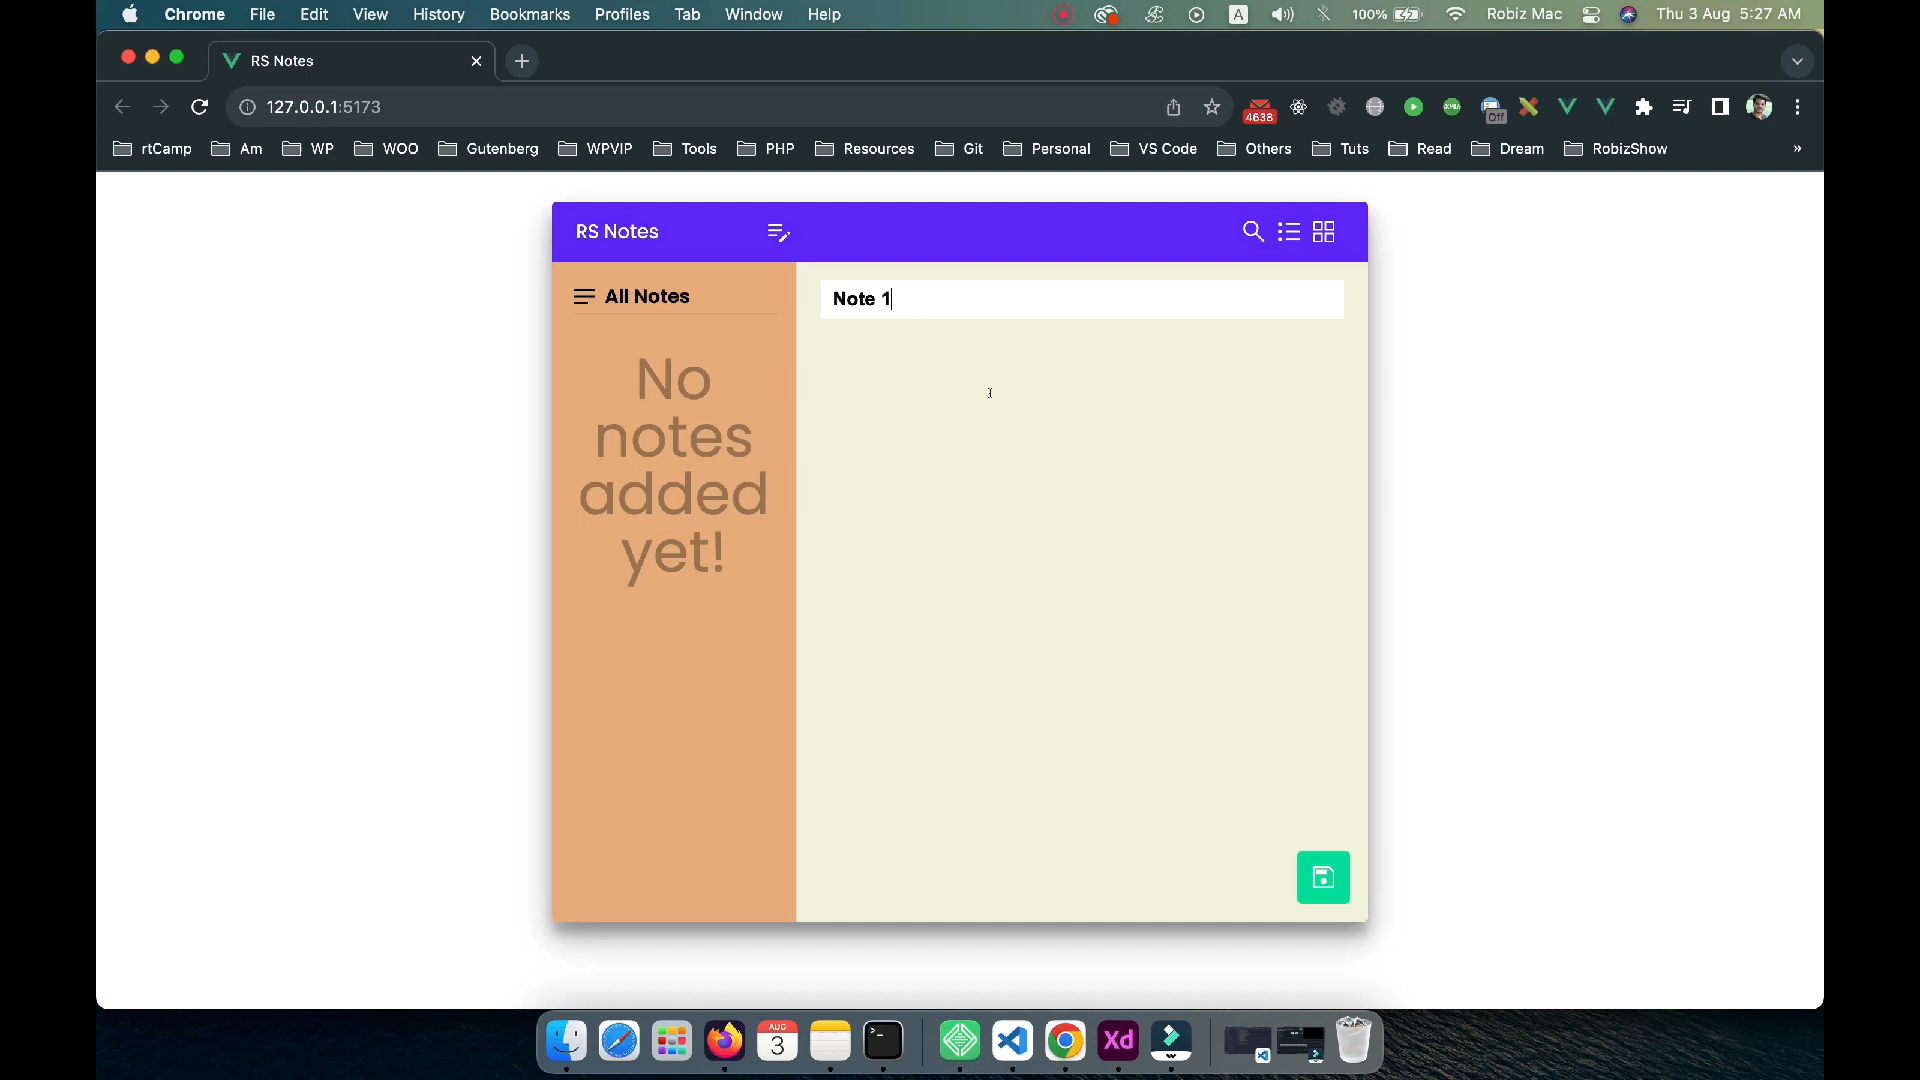 Chrome File Edit View History Bookmarks Profiles Tab Window Help A 100% Robiz Mac Thu 3 Aug 5:27 AM
RS Notes
127.0.0.1:5173 4638 Off
rtCamp Am WP WOO Gutenberg WPVIP Tools PHP Resources Git Personal VS Code Others Tuts Read Dream RobizShow »
RS Notes
All Notes
Note 1
No
notes
added
yet!
AUG
3
>_
Xd